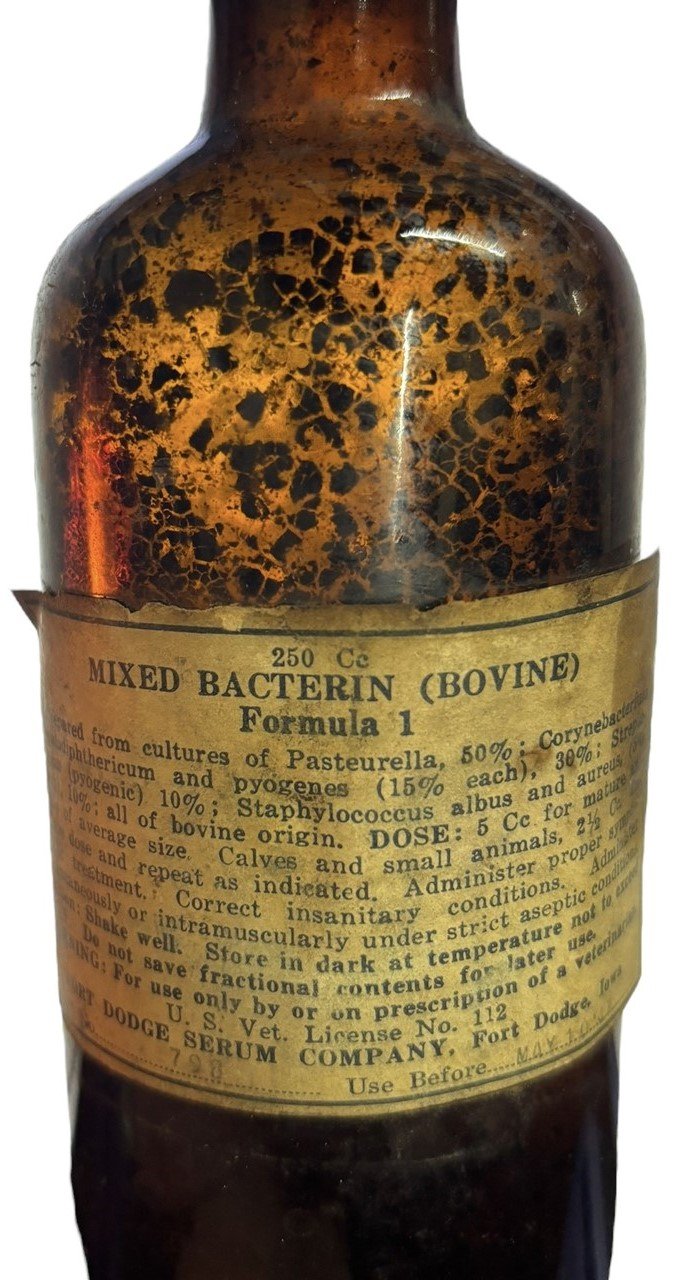 250 Cc
MIXED BACTERIN (BOVINE)
Formula 1
from cultures of Pasteurella, 50%;
and pyogenes (15% each), 30%;
(pyogenic) 10%; Staphylococcus albus and aureus,
10%; all of bovine origin. DOSE: 5 Cc for mature
of average size. Calves and small animals, 2½ Cc
dose and repeat as indicated. Administer proper
treatment. Correct insanitary conditions.
or intramuscularly under strict aseptic
Shake well. Store in dark at temperature not to
Do not save fractional contents for later use.
For use only by or on prescription of a
U. S. Vet. License No. 112
DODGE SERUM COMPANY, Fort Dodge, Iowa
798 Use Before MAY 10